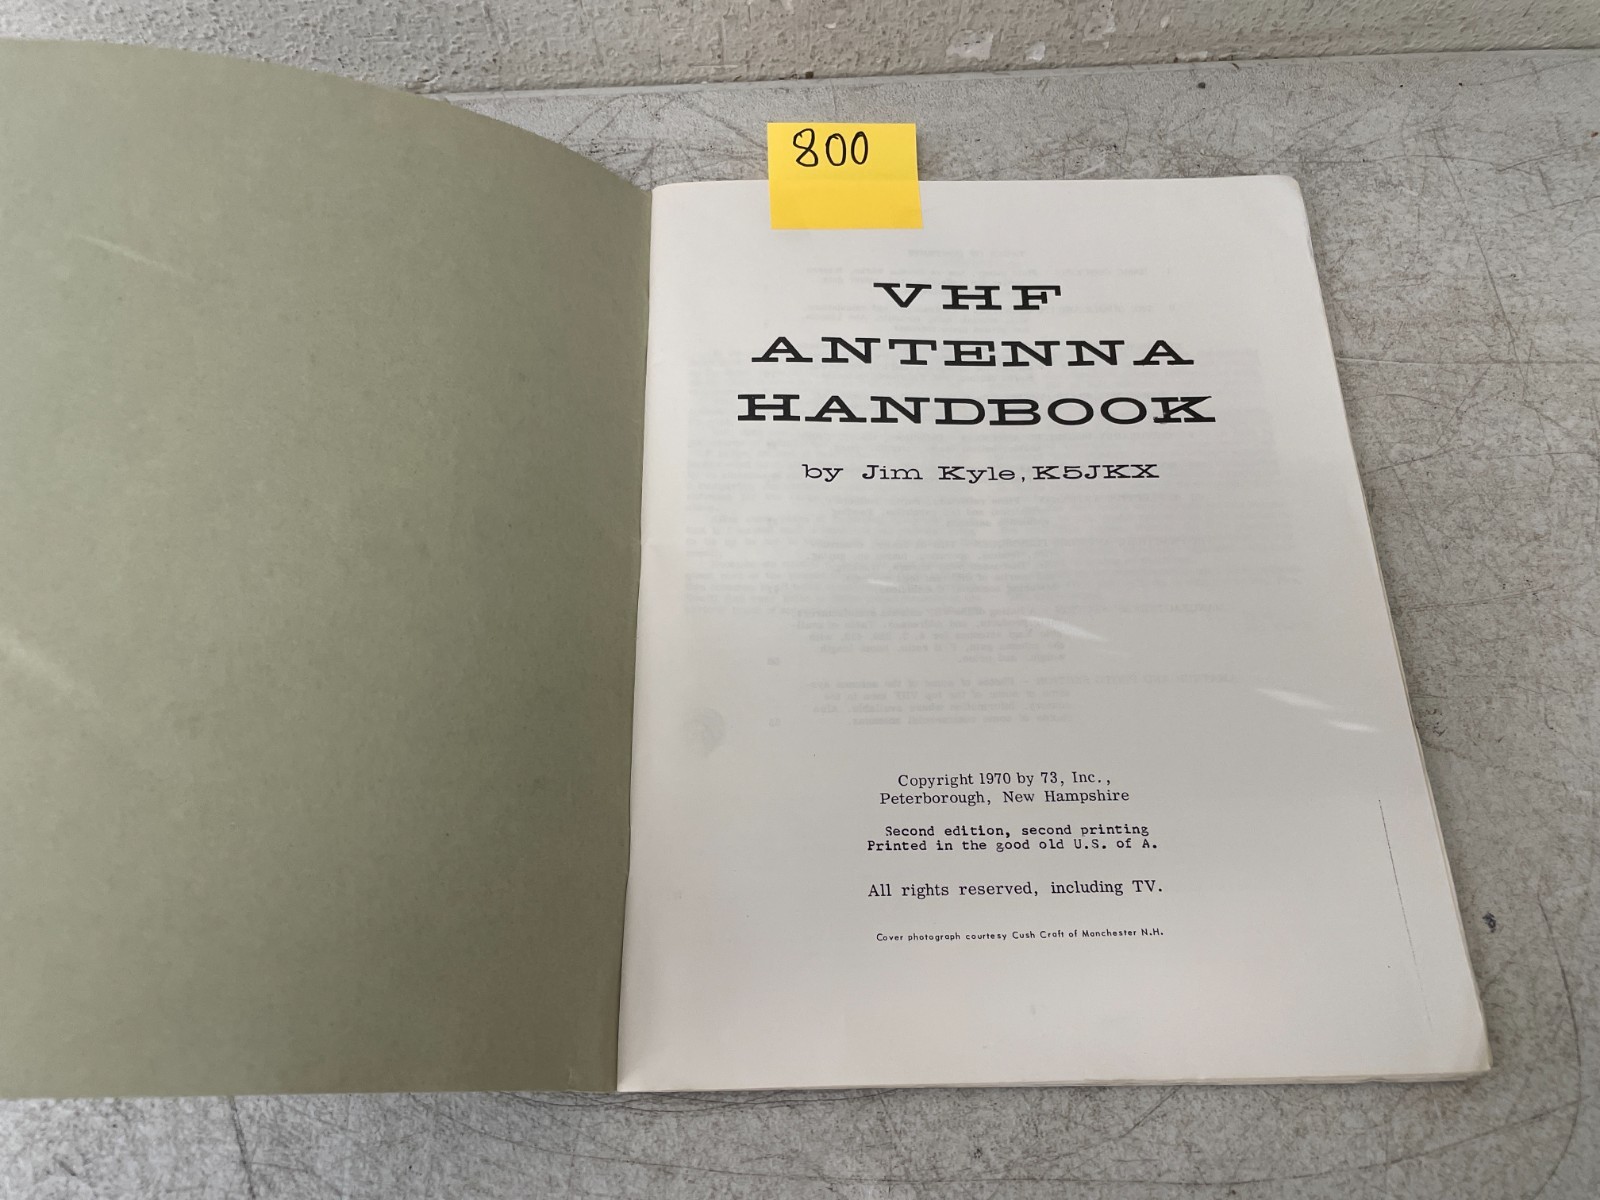 800
VHF
ANTENNA
HANDBOOK
by Jim Kyle, K5JKX
Copyright 1970 by 73, Inc.,
Peterborough, New Hampshire
Second edition, second printing
Printed in the good old U.S. of A.
All rights reserved, including TV.
Cover photograph courtesy Cush Craft of Manchester N.H.